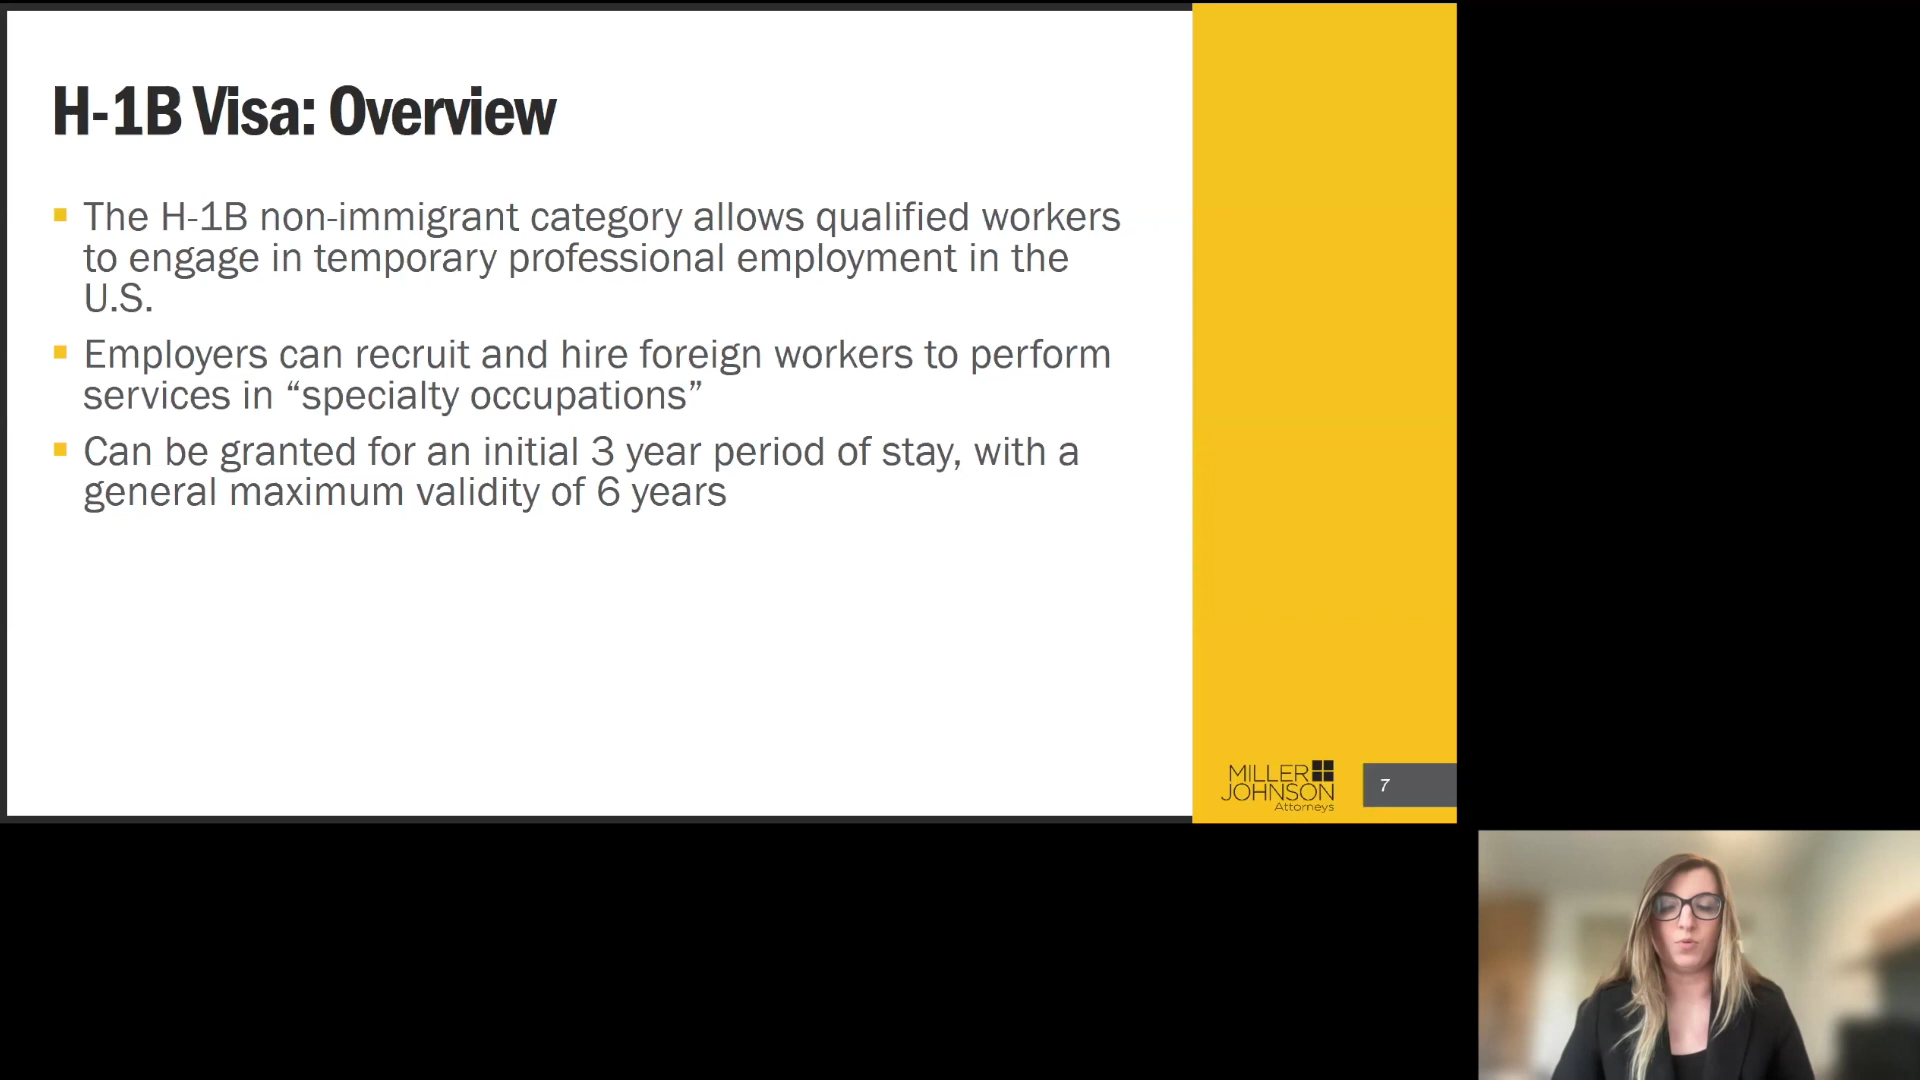 H-1B Visa: Overview
The H-1B non-immigrant category allows qualified workers
to engage in temporary professional employment in the
U.S.
Employers can recruit and hire foreign workers to perform
services in “specialty occupations”
Can be granted for an initial 3 year period of stay, with a
general maximum validity of 6 years
MILLER
JOHNSON
Attorneys
7